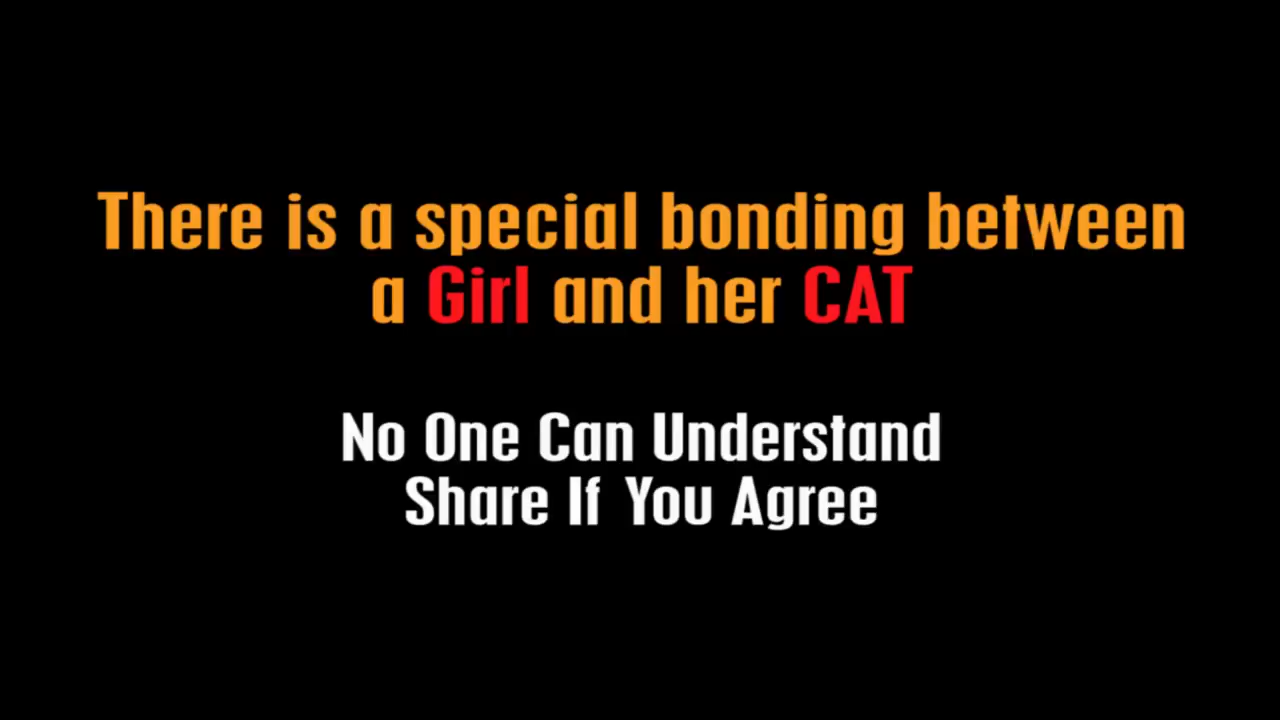 There is a special bonding between
a Girl and her CAT
No One Can Understand
Share If You Agree